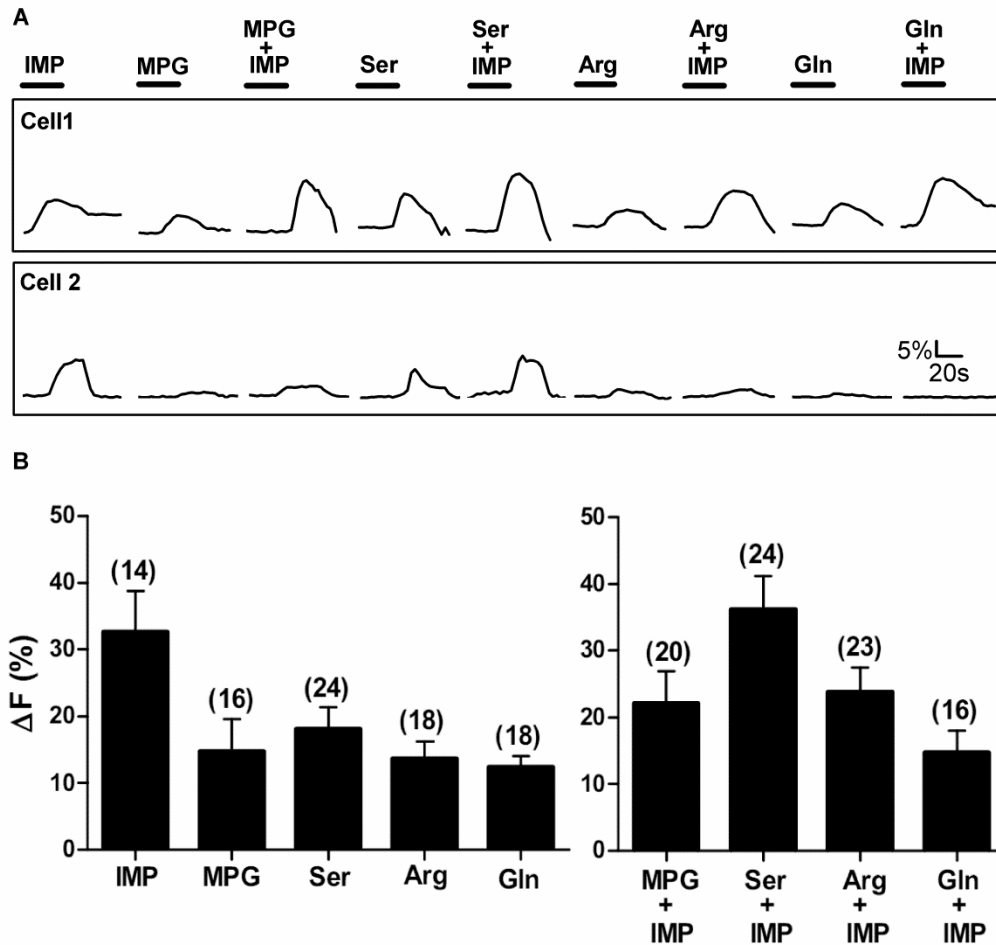 A
MPG Ser Arg Gln
+ + + +
IMP MPG IMP Ser IMP Arg IMP Gln IMP
Cell1
Cell 2
5%
20s
B
50
40
30
20
10
0
ΔF (%)
(14)
(16)
(24)
(18)
(18)
IMP MPG Ser Arg Gln
50
40
30
20
10
0
(20)
(24)
(23)
(16)
MPG Ser Arg Gln
+ + + +
IMP IMP IMP IMP